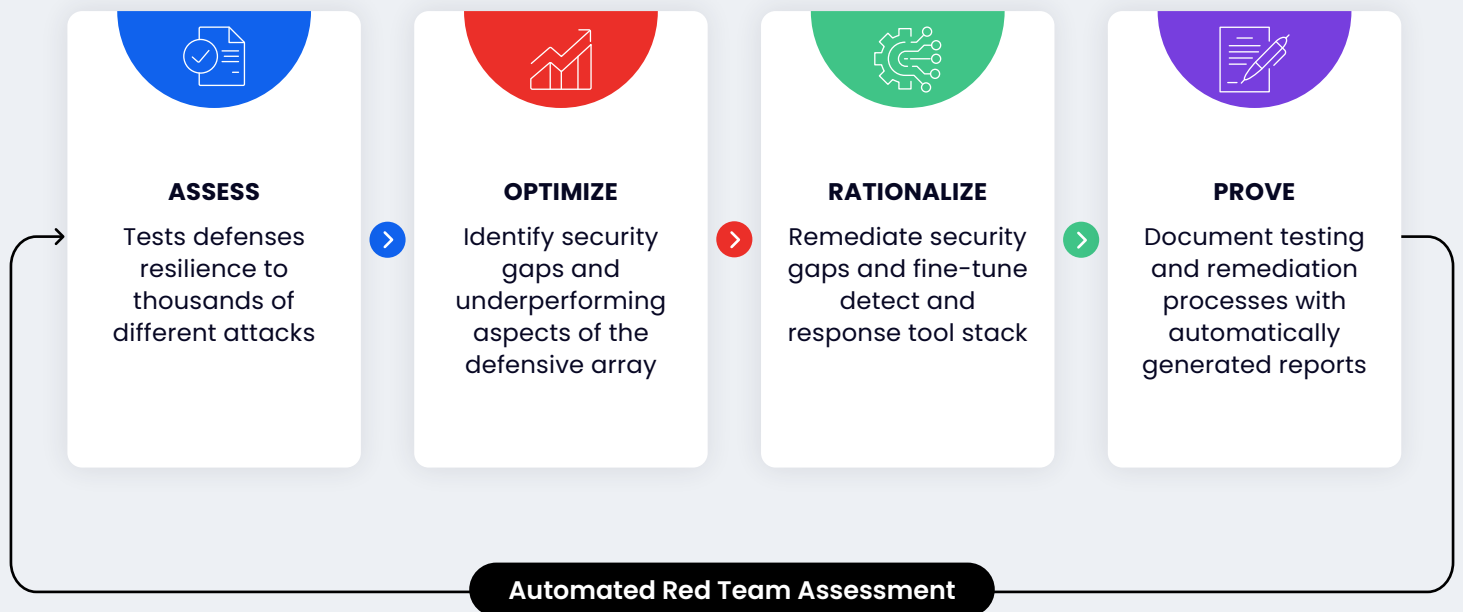 ASSESS
Tests defenses
resilience to
thousands of
different attacks
OPTIMIZE
Identify security
gaps and
underperforming
aspects of the
defensive array
RATIONALIZE
Remediate security
gaps and fine-tune
detect and
response tool stack
PROVE
Document testing
and remediation
processes with
automatically
generated reports
Automated Red Team Assessment